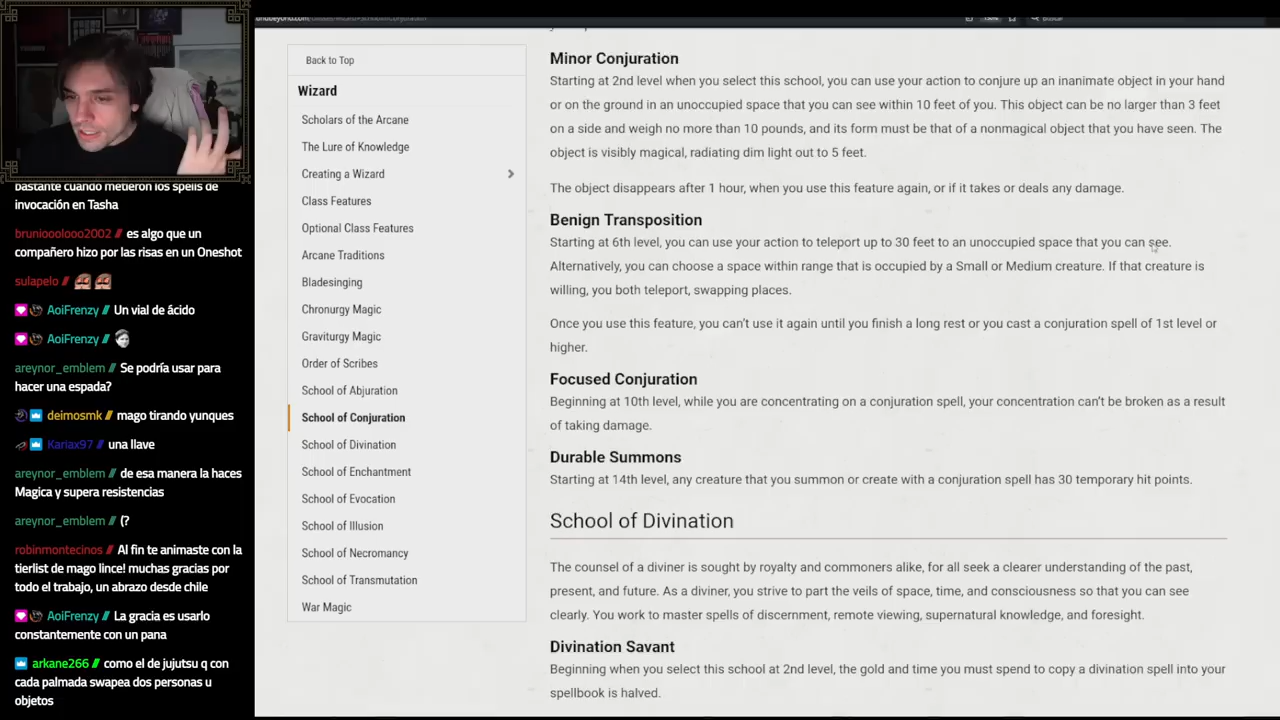 Back to Top
Wizard
Scholars of the Arcane
The Lure of Knowledge
Creating a Wizard
Class Features
Optional Class Features
Arcane Traditions
Bladesinging
Chronurgy Magic
Graviturgy Magic
Order of Scribes
School of Abjuration
School of Conjuration
School of Divination
School of Enchantment
School of Evocation
School of Illusion
School of Necromancy
School of Transmutation
War Magic
Minor Conjuration
Starting at 2nd level when you select this school, you can use your action to conjure up an inanimate object in your hand
or on the ground in an unoccupied space that you can see within 10 feet of you. This object can be no larger than 3 feet
on a side and weigh no more than 10 pounds, and its form must be that of a nonmagical object that you have seen. The
object is visibly magical, radiating dim light out to 5 feet.
The object disappears after 1 hour, when you use this feature again, or if it takes or deals any damage.
Benign Transposition
Starting at 6th level, you can use your action to teleport up to 30 feet to an unoccupied space that you can see.
Alternatively, you can choose a space within range that is occupied by a Small or Medium creature. If that creature is
willing, you both teleport, swapping places.
Once you use this feature, you can’t use it again until you finish a long rest or you cast a conjuration spell of 1st level or
higher.
Focused Conjuration
Beginning at 10th level, while you are concentrating on a conjuration spell, your concentration can’t be broken as a result
of taking damage.
Durable Summons
Starting at 14th level, any creature that you summon or create with a conjuration spell has 30 temporary hit points.
School of Divination
The counsel of a diviner is sought by royalty and commoners alike, for all seek a clearer understanding of the past,
present, and future. As a diviner, you strive to part the veils of space, time, and consciousness so that you can see
clearly. You work to master spells of discernment, remote viewing, supernatural knowledge, and foresight.
Divination Savant
Beginning when you select this school at 2nd level, the gold and time you must spend to copy a divination spell into your
spellbook is halved.
bastante cuando metieron los spells de
invocación en Tasha
bruniooolooo2002 // es algo que un
compañero hizo por las risas en un Oneshot
sulapelo //
AoiFrenzy // Un vial de ácido
AoiFrenzy //
areynor_emblem // Se podría usar para
hacer una espada?
deimosmk // mago tirando yunques
Kariax97 // una llave
areynor_emblem // de esa manera la haces
Magica y supera resistencias
areynor_emblem // (?
robinmontecinos // Al fin te animaste con la
tierlist de mago lince! muchas gracias por
todo el trabajo, un abrazo desde chile
AoiFrenzy // La gracia es usarlo
constantemente con un pana
arkane266 // como el de jujutsu q con
cada palmada swapea dos personas u
objetos